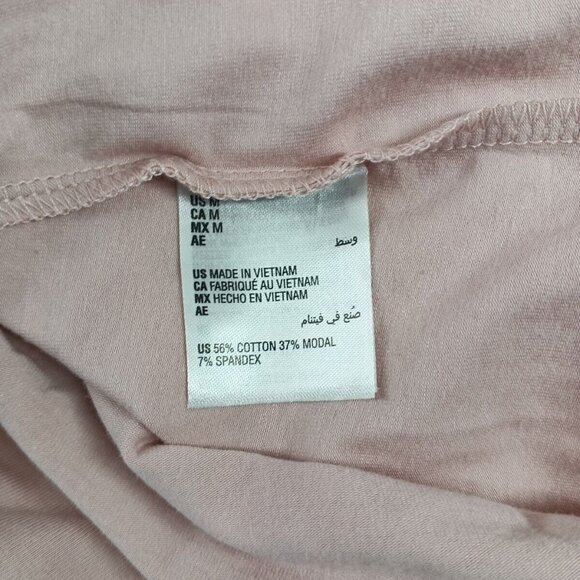 US M
CA M
MX M
AE وسط
US MADE IN VIETNAM
CA FABRIQUÉ AU VIETNAM
MX HECHO EN VIETNAM
AE
صُنع في فيتنام
US 56% COTTON 37% MODAL
7% SPANDEX